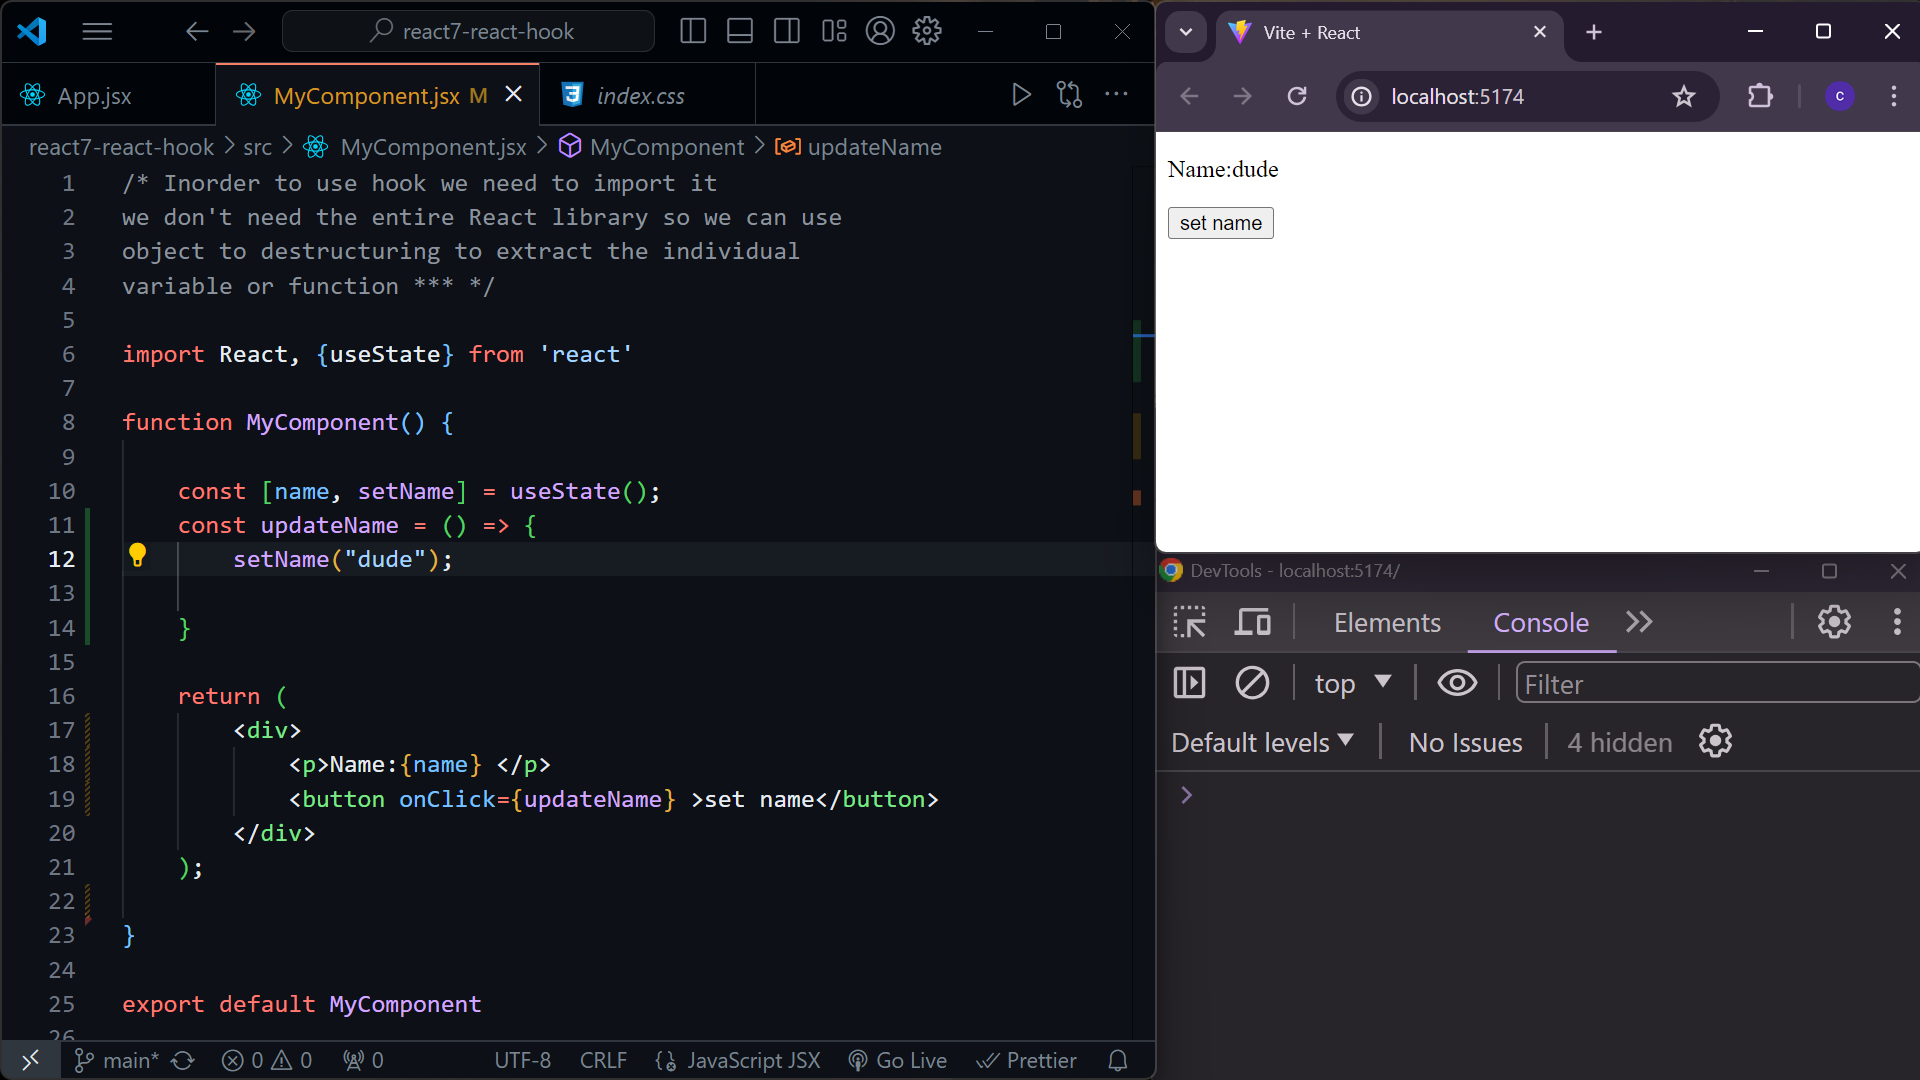 react7-react-hook
App.jsx
MyComponent.jsx M
index.css
react7-react-hook > src > MyComponent.jsx > MyComponent > updateName
1 /* Inorder to use hook we need to import it
2 we don't need the entire React library so we can use
3 object to destructuring to extract the individual
4 variable or function *** */
5
6 import React, {useState} from 'react'
7
8 function MyComponent() {
9
10 const [name, setName] = useState();
11 const updateName = () => {
12 setName("dude");
13
14 }
15
16 return (
17 <div>
18 <p>Name:{name} </p>
19 <button onClick={updateName} >set name</button>
20 </div>
21 );
22
23 }
24
25 export default MyComponent
26
main* 0 0 0 UTF-8 CRLF JavaScript JSX Go Live Prettier
Vite + React
localhost:5174
c
Name:dude
set name
DevTools - localhost:5174/
Elements Console
top Filter
Default levels No Issues 4 hidden